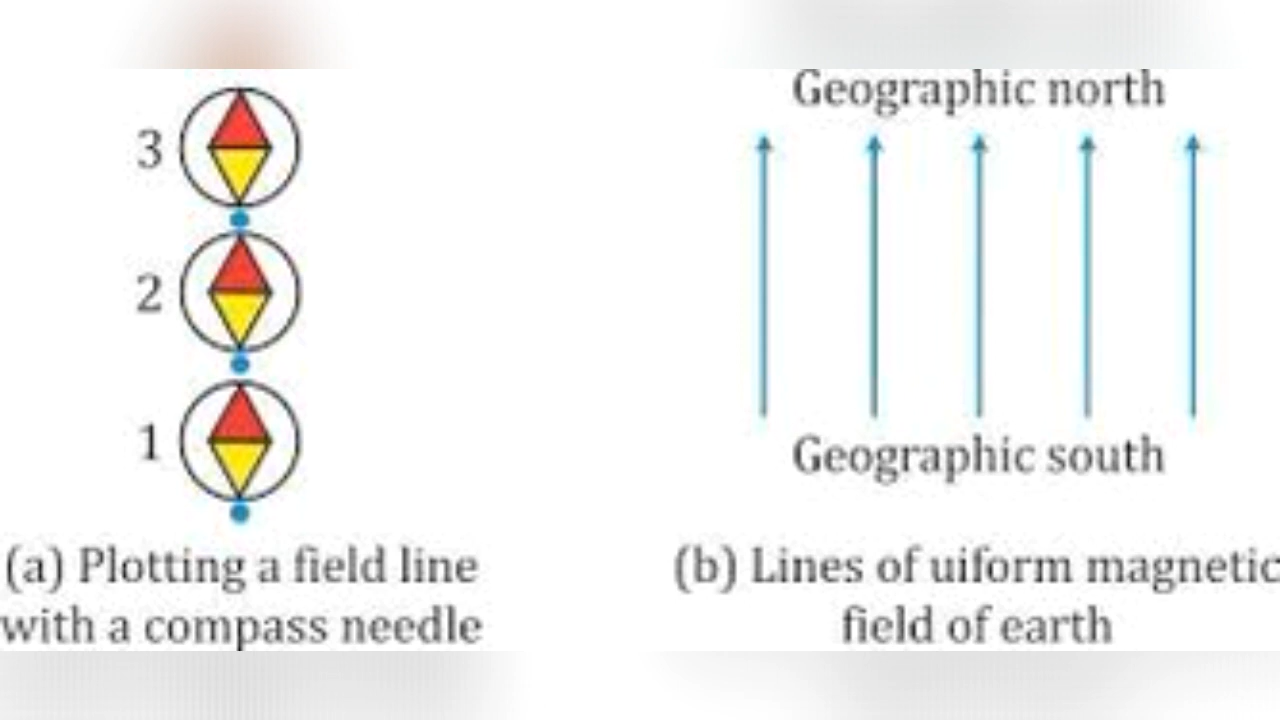 Geographic north
3
2
1
Geographic south
(a) Plotting a field line
with a compass needle
(b) Lines of uiform magnetic
field of earth